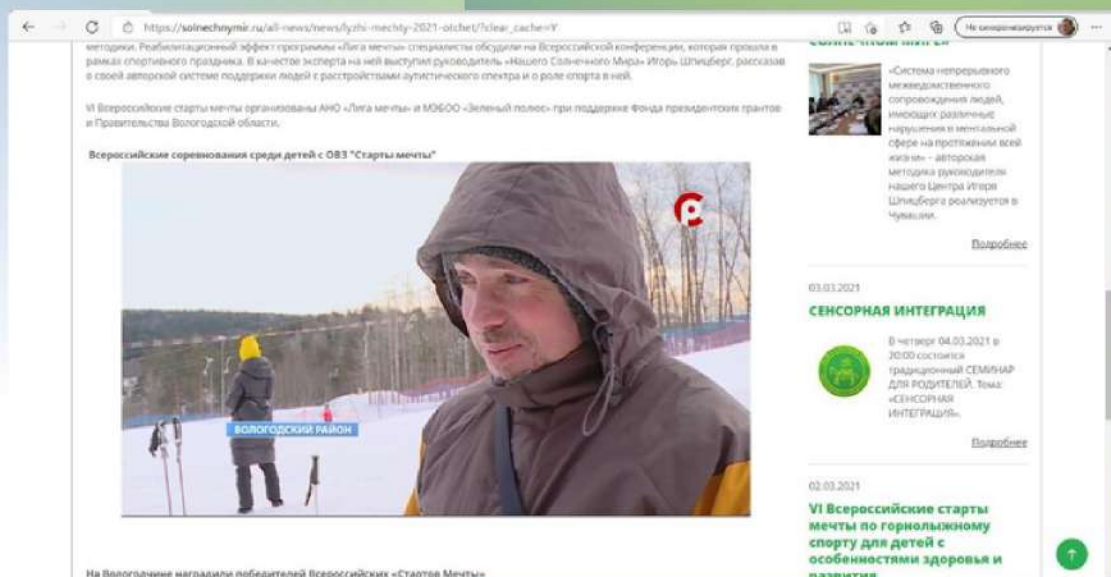 https://solnechnymir.ru/all-news/news/lyzhi-mechty-2021-otchet/?clear_cache=Y
Не синхронизируется
методики. Реабилитационный эффект программы «Лига мечты» специалисты обсудили на Всероссийской конференции, которая прошла в
рамках спортивного праздника. В качестве эксперта на ней выступил руководитель «Нашего Солнечного Мира» Игорь Шпицберг, рассказав
о своей авторской системе поддержки людей с расстройствами аутистического спектра и о роле спорта в ней.
VI Всероссийские старты мечты организованы АНО «Лига мечты» и МЭБОО «Зеленый полюс» при поддержке Фонда президентских грантов
и Правительства Вологодской области.
Всероссийские соревнования среди детей с ОВЗ "Старты мечты"
ВОЛОГОДСКИЙ РАЙОН
На Вологодчине наградили победителей Всероссийских «Стартов Мечты»
СОЛНЕЧНОМ МИРЕ»
«Система непрерывного
межведомственного
сопровождения людей,
имеющих различные
нарушения в ментальной
сфере на протяжении всей
жизни» - авторская
методика руководителя
нашего Центра Игоря
Шпицберга реализуется в
Чувашии.
Подробнее
03.03.2021
СЕНСОРНАЯ ИНТЕГРАЦИЯ
В четверг 04.03.2021 в
20:00 состоится
традиционный СЕМИНАР
ДЛЯ РОДИТЕЛЕЙ. Тема:
«СЕНСОРНАЯ
ИНТЕГРАЦИЯ».
Подробнее
02.03.2021
VI Всероссийские старты
мечты по горнолыжному
спорту для детей с
особенностями здоровья и
развития